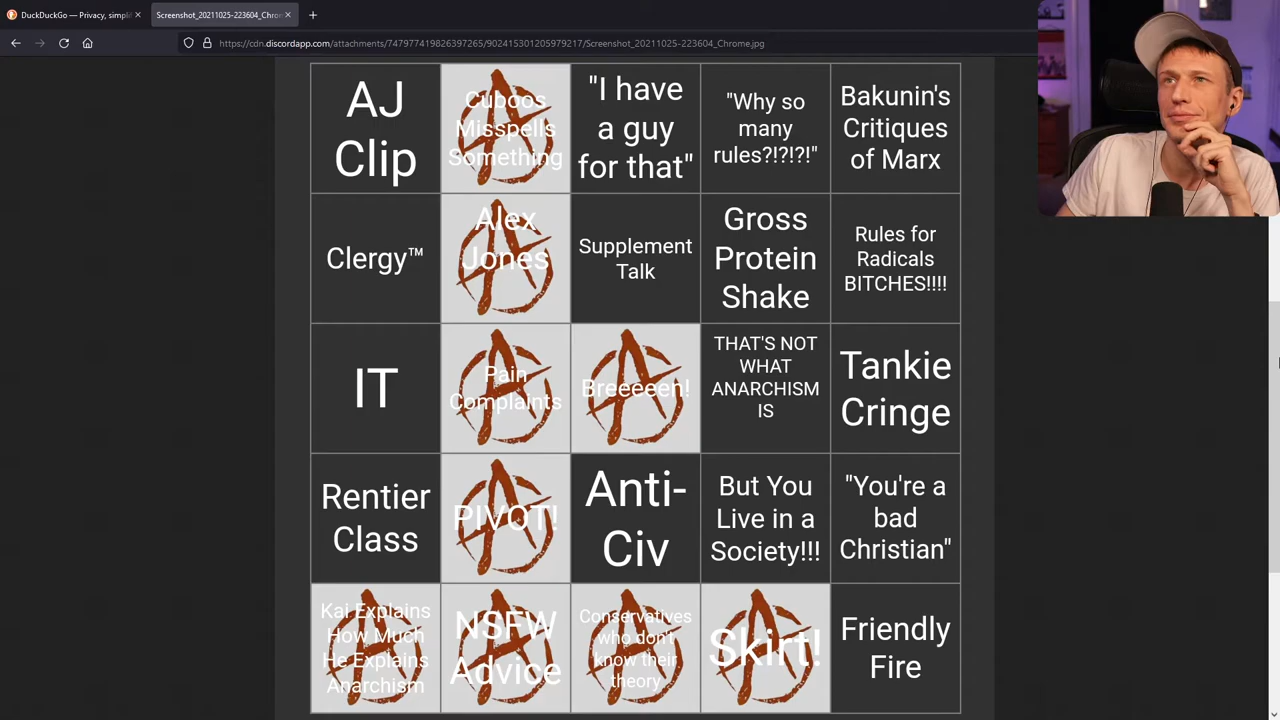 DuckDuckGo — Privacy, simplif
Screenshot_20211025-223604_Chrome
https://cdn.discordapp.com/attachments/747977419826397265/902415301205979217/Screenshot_20211025-223604_Chrome.jpg
AJ
Clip
Cuboos
Misspells
Something
"I have
a guy
for that"
"Why so
many
rules?!?!?!"
Bakunin's
Critiques
of Marx
Clergy™
Alex
Jones
Supplement
Talk
Gross
Protein
Shake
Rules for
Radicals
BITCHES!!!!
IT
Pain
Complaints
Breeeeen!
THAT'S NOT
WHAT
ANARCHISM
IS
Tankie
Cringe
Rentier
Class
PIVOT!
Anti-
Civ
But You
Live in a
Society!!!
"You're a
bad
Christian"
Kai Explains
How Much
He Explains
Anarchism
NSFW
Advice
Conservatives
who don't
know their
theory
Skirt!
Friendly
Fire